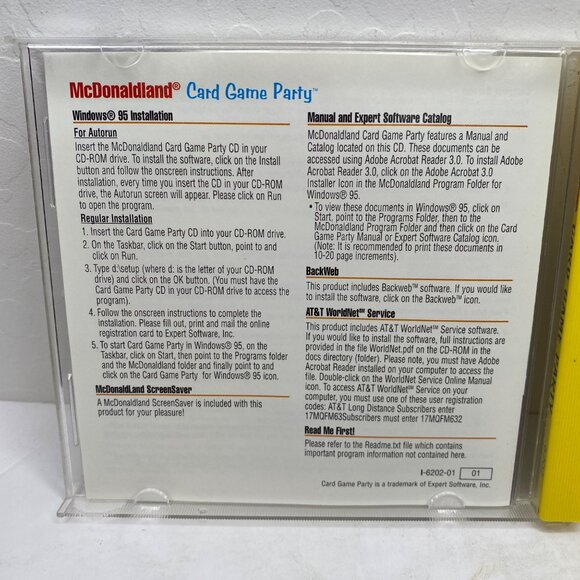 McDonaldland® Card Game Party™
Windows® 95 Installation
For Autorun
Insert the McDonaldland Card Game Party CD in your
CD-ROM drive. To install the software, click on the Install
button and follow the onscreen instructions. After
installation, every time you insert the CD in your CD-ROM
drive, the Autorun screen will appear. Please click on Run
to open the program.
Regular Installation
1. Insert the Card Game Party CD into your CD-ROM drive.
2. On the Taskbar, click on the Start button, point to and
click on Run.
3. Type d:\setup (where d: is the letter of your CD-ROM
drive) and click on the OK button. (You must have the
Card Game Party CD in your CD-ROM drive to access the
program).
4. Follow the onscreen instructions to complete the
installation. Please fill out, print and mail the online
registration card to Expert Software, Inc.
5. To start Card Game Party in Windows® 95, on the
Taskbar, click on Start, then point to the Programs folder
and the McDonaldland folder and finally point to and
click on the Card Game Party for Windows® 95 icon.
McDonaldLand ScreenSaver
A McDonaldland ScreenSaver is included with this
product for your pleasure!
Manual and Expert Software Catalog
McDonaldland Card Game Party features a Manual and
Catalog located on this CD. These documents can be
accessed using Adobe Acrobat Reader 3.0. To install Adobe
Acrobat Reader 3.0, click on the Adobe Acrobat 3.0
Installer Icon in the McDonaldland Program Folder for
Windows® 95.
• To view these documents in Windows® 95, click on
Start, point to the Programs Folder, then to the
McDonaldland Program Folder and then click on the Card
Game Party Manual or Expert Software Catalog icon.
(Note: It is recommended to print these documents in
10-20 page increments).
BackWeb
This product includes Backweb™ software. If you would like
to install the software, click on the Backweb™ icon.
AT&T WorldNet℠ Service
This product includes AT&T WorldNet℠ Service software.
If you would like to install the software, full instructions are
provided in the file WorldNet.pdf on the CD-ROM in the
docs directory (folder). Please note, you must have Adobe
Acrobat Reader installed on your computer to access the
file. Double-click on the WorldNet Service Online Manual
icon. To access AT&T WorldNet℠ Service on your
computer, you must use one of these user registration
codes: AT&T Long Distance Subscribers enter
17MQFM63Subscribers must enter 17MQFM632
Read Me First!
Please refer to the Readme.txt file which contains
important program information not contained here.
I-6202-01 01
Card Game Party is a trademark of Expert Software, Inc.